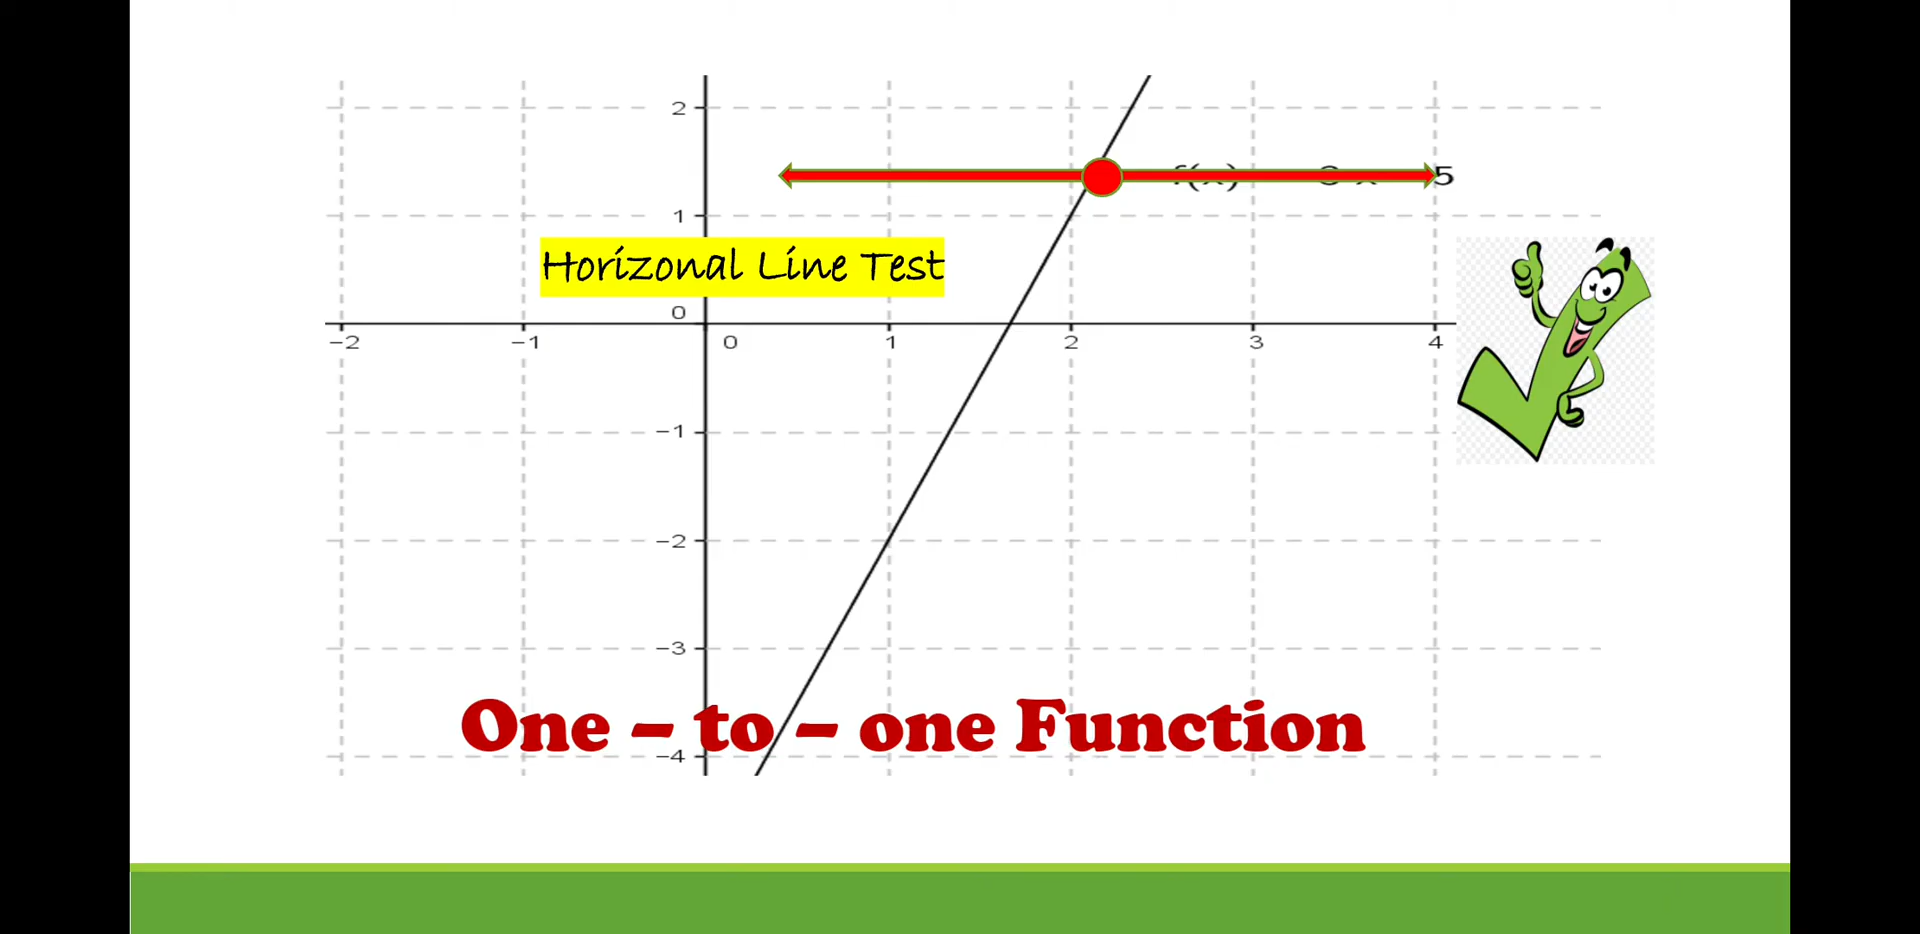 2
5
1
Horizonal Line Test
0
−2 −1 0 1 2 3 4
−1
−2
−3
One – to – one Function
−4